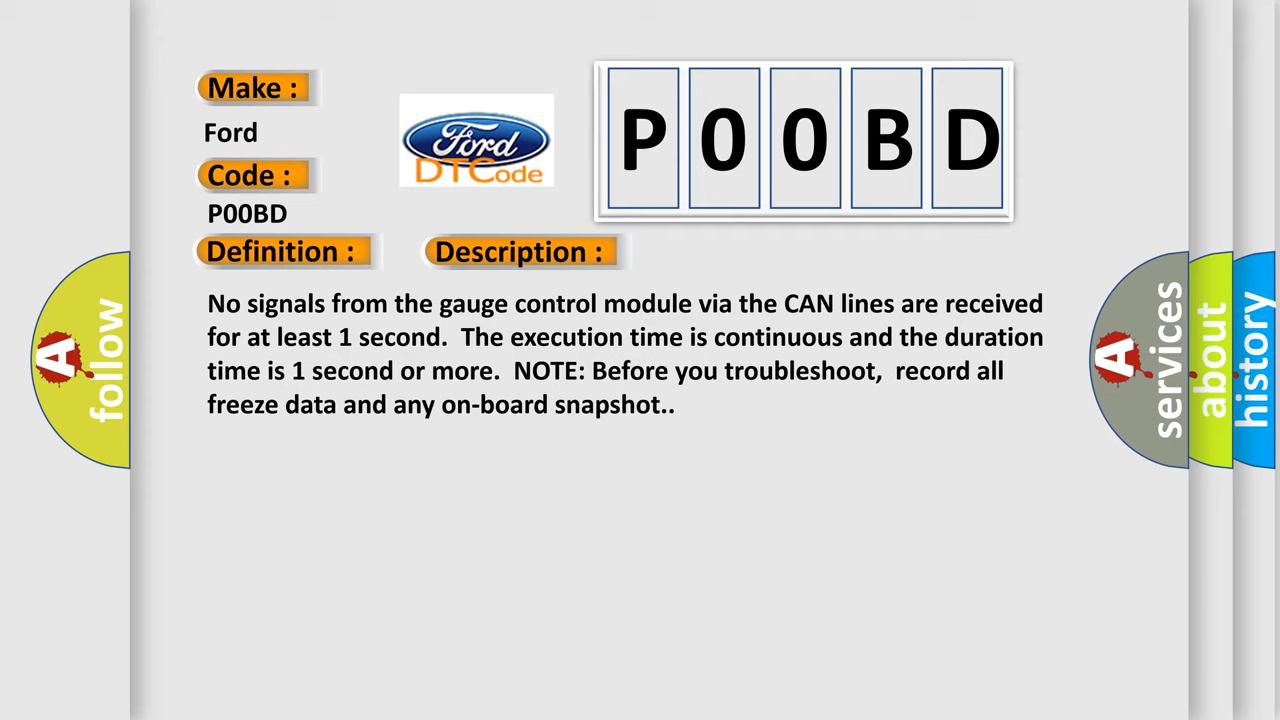 Make :
Ford
Code :
P00BD
Ford
DTCode
P00BD
Definition :
Description :
No signals from the gauge control module via the CAN lines are received
for at least 1 second  The execution time is continuous and the duration
time is 1 second or more  NOTE: Before you troubleshoot,  record all
freeze data and any on-board snapshot..
A
follow
A
services
about
history